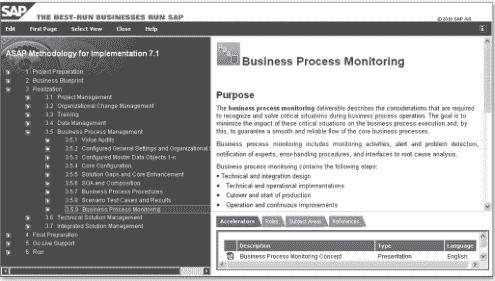 SAP
THE BEST-RUN BUSINESSES RUN SAP
© 2010 SAP AG
Edit First Page Select View Close Help
ASAP Methodology for Implementation 7.1
1 Project Preparation
2 Business Blueprint
3 Realization
3.1 Project Management
3.2 Organizational Change Management
3.3 Training
3.4 Data Management
3.5 Business Process Management
3.5.1 Value Audits
3.5.2 Configured General Settings and Organizational
3.5.3 Configured Master Data Objects 1-n
3.5.4 Core Configuration
3.5.5 Solution Gaps and Core Enhancement
3.5.6 SOA and Composition
3.5.7 Business Process Procedures
3.5.8 Scenario Test Cases and Results
3.5.9 Business Process Monitoring
3.6 Technical Solution Management
3.7 Integrated Solution Management
4 Final Preparation
5 Go Live Support
6 Run
Business Process Monitoring
Purpose
The business process monitoring deliverable describes the considerations that are required
to recognize and solve critical situations during business process operation. The goal is to
minimize the impact of these critical situations on the business process execution and, by
this, to guarantee a smooth and reliable flow of the core business processes.
Business process monitoring includes monitoring activities, alert and problem detection,
notification of experts, error-handling procedures, and interfaces to root cause analysis.
Business process monitoring contains the following steps:
• Technical and integration design
• Technical and operational implementations
• Cutover and start of production
• Operation and continuous improvements
Accelerators Roles Subject Areas References
Description Type Language
Business Process Monitoring Concept Presentation English